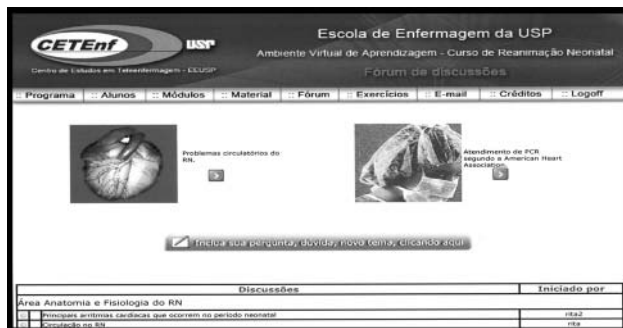 CETEnf
USP
Centro de Estudos em Telenfermagem - EEUSP
Escola de Enfermagem da USP
Ambiente Virtual de Aprendizagem - Curso de Reanimação Neonatal
Fórum de discussões
:: Programa :: Alunos :: Módulos :: Material :: Fórum :: Exercícios :: E-mail :: Créditos :: Logoff
Problemas circulatórios do
RN.
Atendimento de PCR
segundo a American Heart
Association.
Inclua sua pergunta, dúvida, novo tema, clicando aqui
Discussões Iniciado por
Área Anatomia e Fisiologia do RN
Principais arritmias cardíacas que ocorrem no período neonatal rita2
Circulação no RN rita